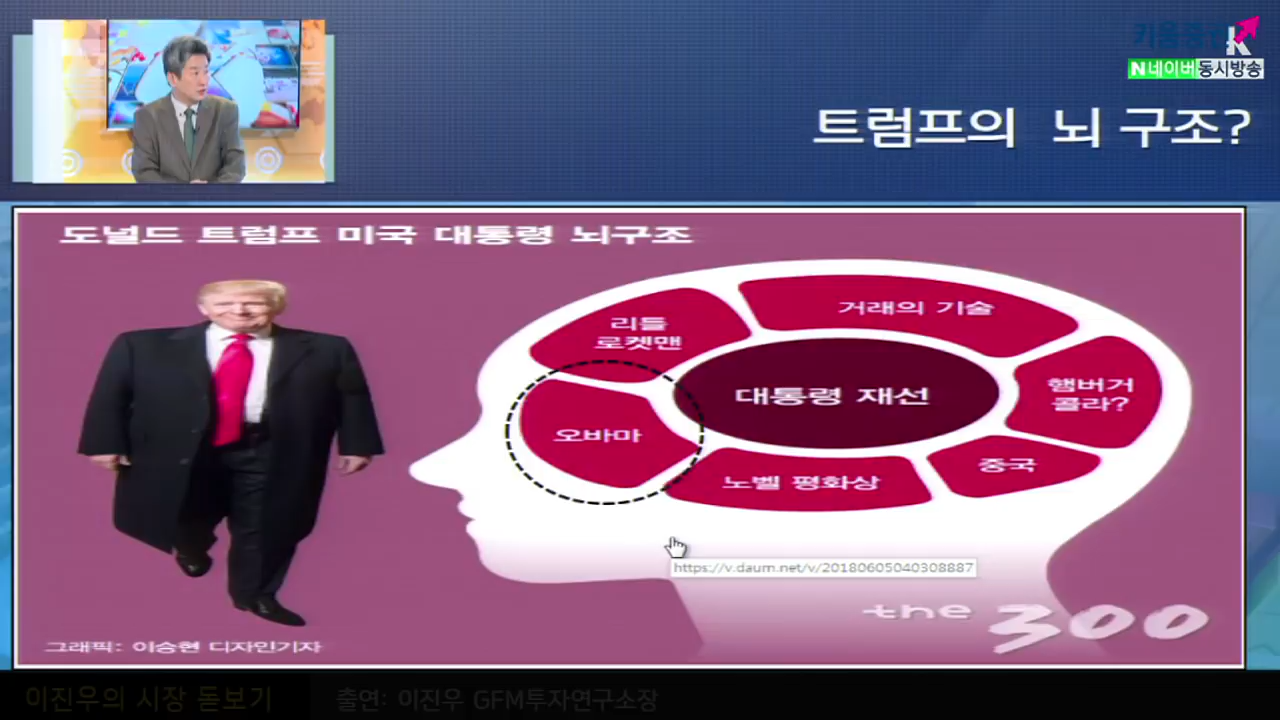 키움증권
K
N 네이버 동시방송
트럼프의 뇌 구조?
도널드 트럼프 미국 대통령 뇌구조
거래의 기술
리틀
로켓맨
햄버거
콜라?
대통령 재선
오바마
중국
노벨 평화상
https://v.daum.net/v/20180605040308887
the 300
그래픽: 이승현 디자인기자
이진우의 시장 돋보기
출연: 이진우 GFM투자연구소장